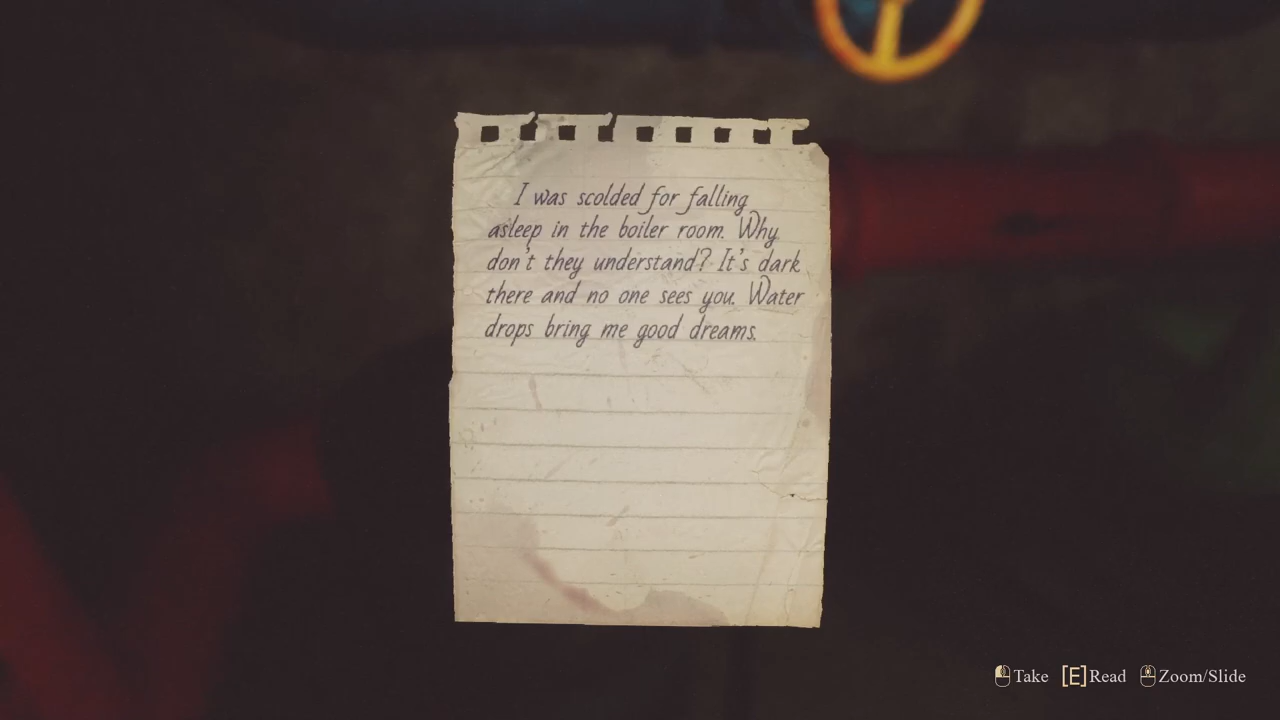 I was scolded for falling
asleep in the boiler room. Why
don't they understand? It's dark
there and no one sees you. Water
drops bring me good dreams.
Take [E]Read Zoom/Slide